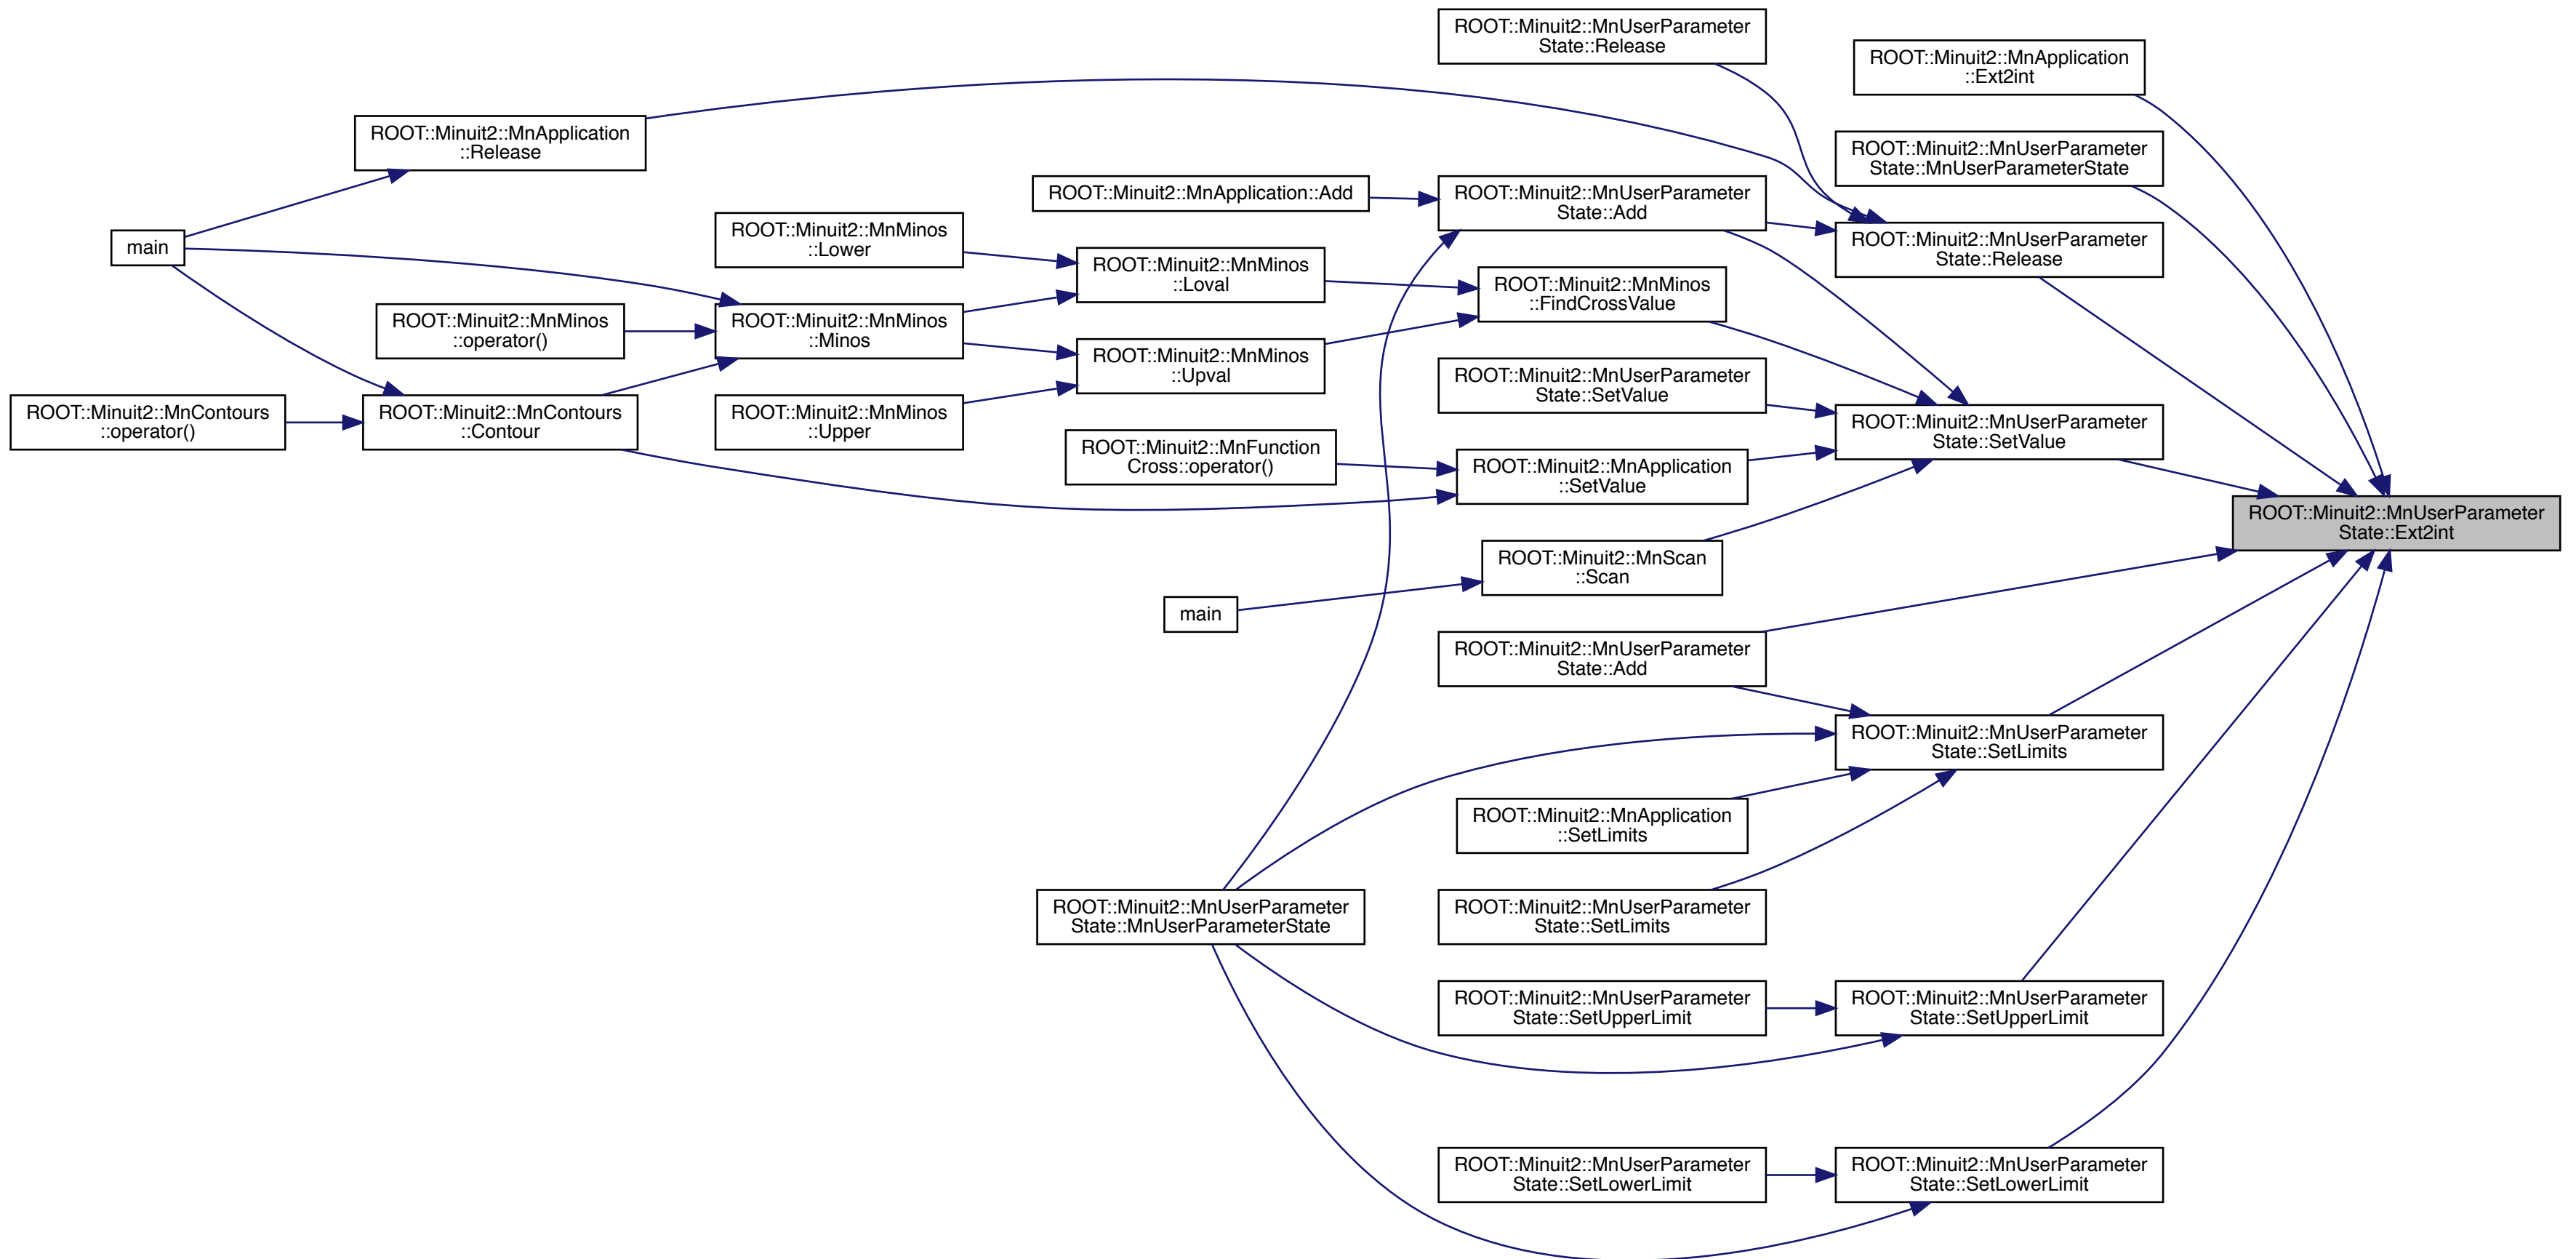 ROOT::Minuit2::MnUserParameter
State::Release
ROOT::Minuit2::MnApplication
::Ext2int
ROOT::Minuit2::MnApplication
::Release
ROOT::Minuit2::MnUserParameter
State::MnUserParameterState
ROOT::Minuit2::MnApplication::Add
ROOT::Minuit2::MnUserParameter
State::Add
main
ROOT::Minuit2::MnMinos
::Lower
ROOT::Minuit2::MnUserParameter
State::Release
ROOT::Minuit2::MnMinos
::Loval
ROOT::Minuit2::MnMinos
::FindCrossValue
ROOT::Minuit2::MnMinos
::operator()
ROOT::Minuit2::MnMinos
::Minos
ROOT::Minuit2::MnMinos
::Upval
ROOT::Minuit2::MnUserParameter
State::SetValue
ROOT::Minuit2::MnContours
::operator()
ROOT::Minuit2::MnContours
::Contour
ROOT::Minuit2::MnMinos
::Upper
ROOT::Minuit2::MnUserParameter
State::SetValue
ROOT::Minuit2::MnFunction
Cross::operator()
ROOT::Minuit2::MnApplication
::SetValue
ROOT::Minuit2::MnUserParameter
State::Ext2int
ROOT::Minuit2::MnScan
::Scan
main
ROOT::Minuit2::MnUserParameter
State::Add
ROOT::Minuit2::MnUserParameter
State::SetLimits
ROOT::Minuit2::MnApplication
::SetLimits
ROOT::Minuit2::MnUserParameter
State::MnUserParameterState
ROOT::Minuit2::MnUserParameter
State::SetLimits
ROOT::Minuit2::MnUserParameter
State::SetUpperLimit
ROOT::Minuit2::MnUserParameter
State::SetUpperLimit
ROOT::Minuit2::MnUserParameter
State::SetLowerLimit
ROOT::Minuit2::MnUserParameter
State::SetLowerLimit